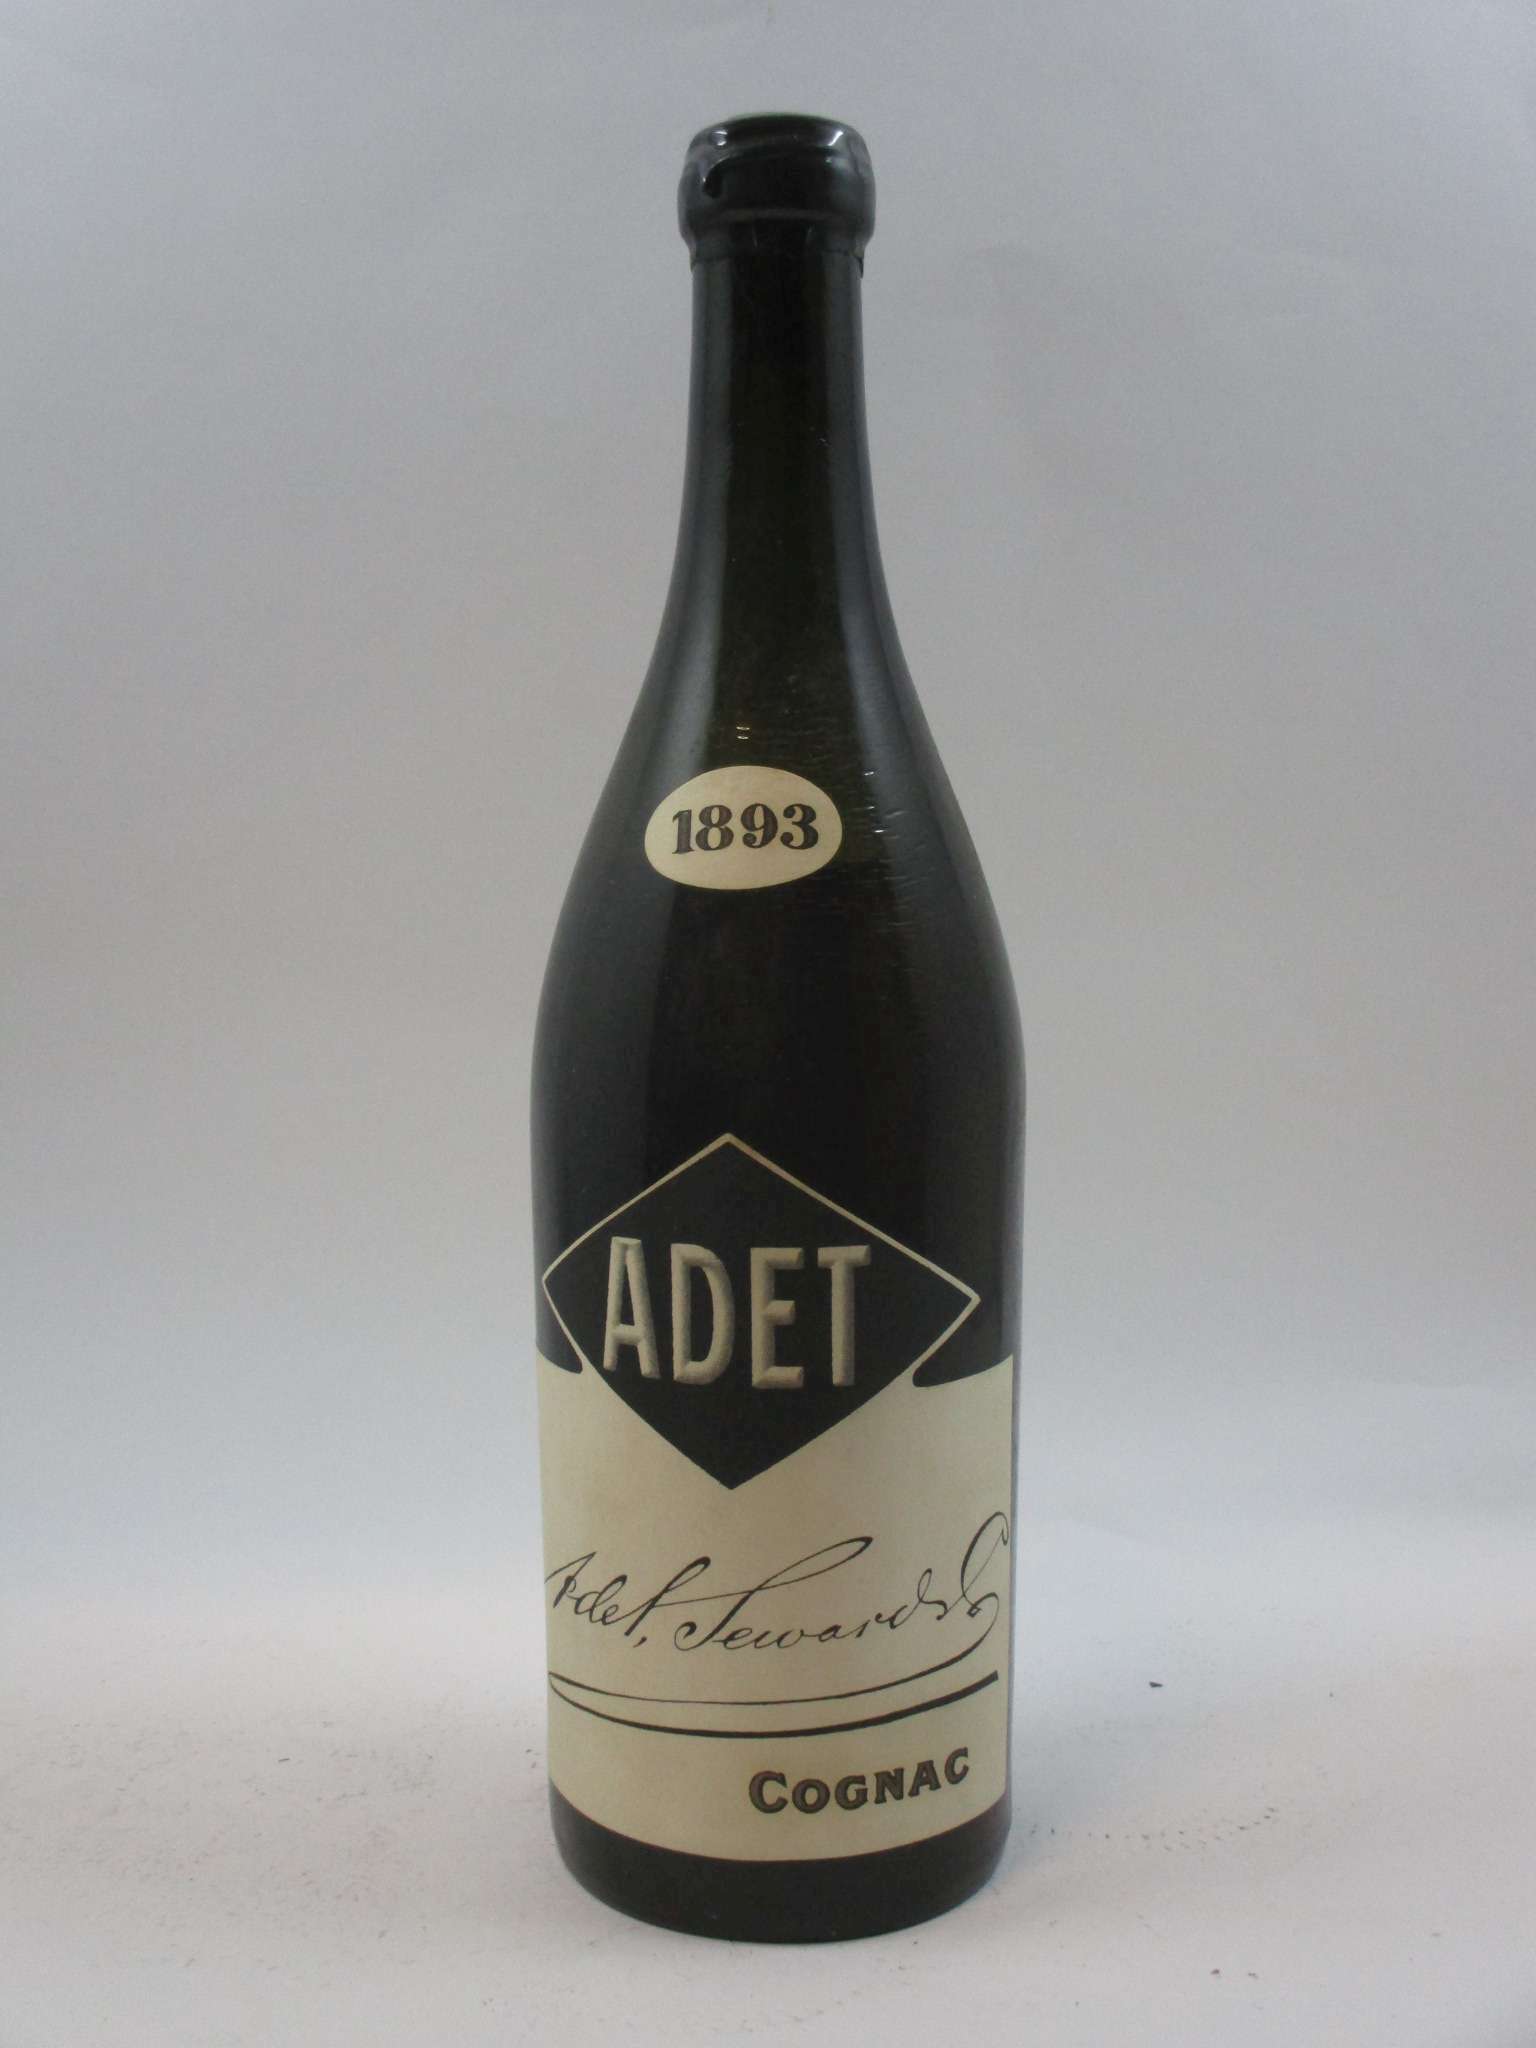 1893
ADET
Adet, Seward & Co
COGNAC